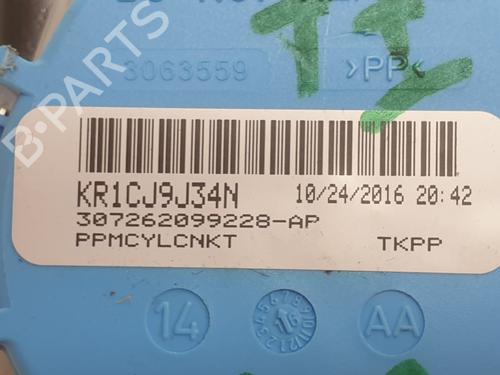 3063559 >PP<
KR1CJ9J34N 10/24/2016 20:42
307262099228-AP
PPMCYLCNKT TKPP
14 AA
B-PARTS